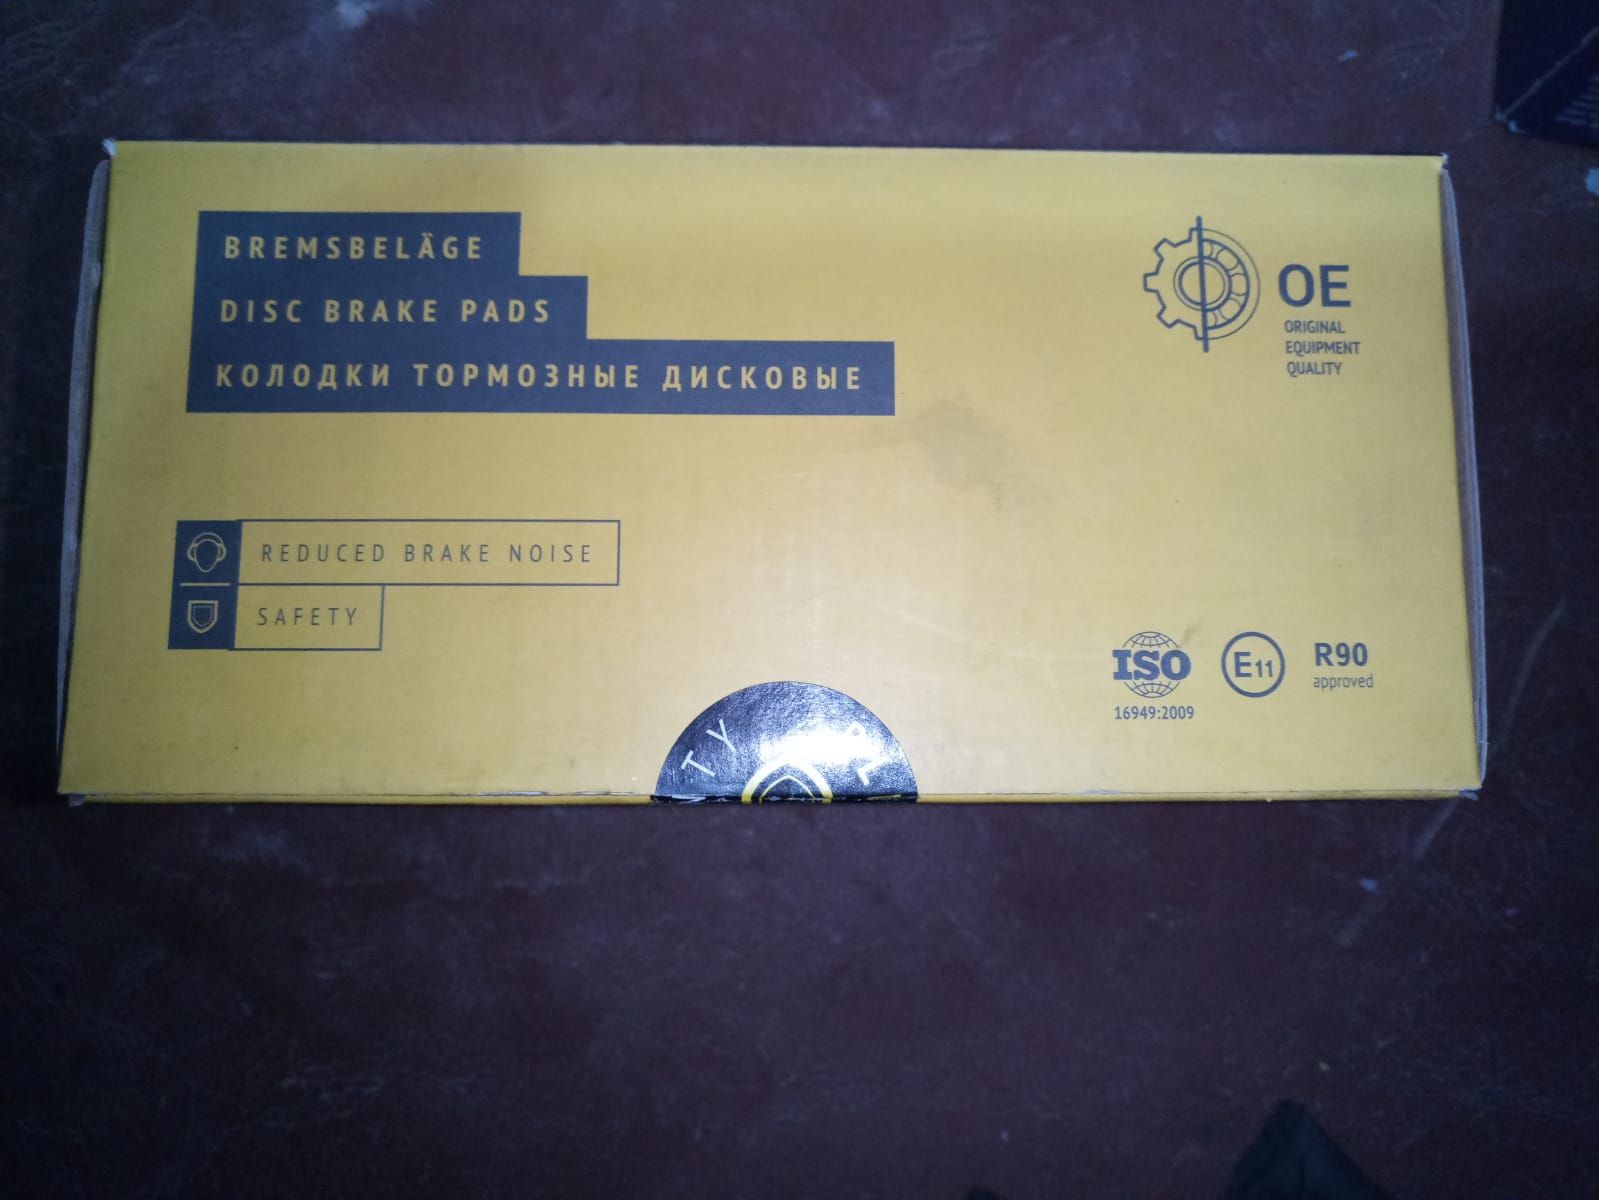 BREMSBELÄGE
DISC BRAKE PADS
КОЛОДКИ ТОРМОЗНЫЕ ДИСКОВЫЕ
OE
ORIGINAL
EQUIPMENT
QUALITY
REDUCED BRAKE NOISE
SAFETY
ISO
16949:2009
E11
R90
approved